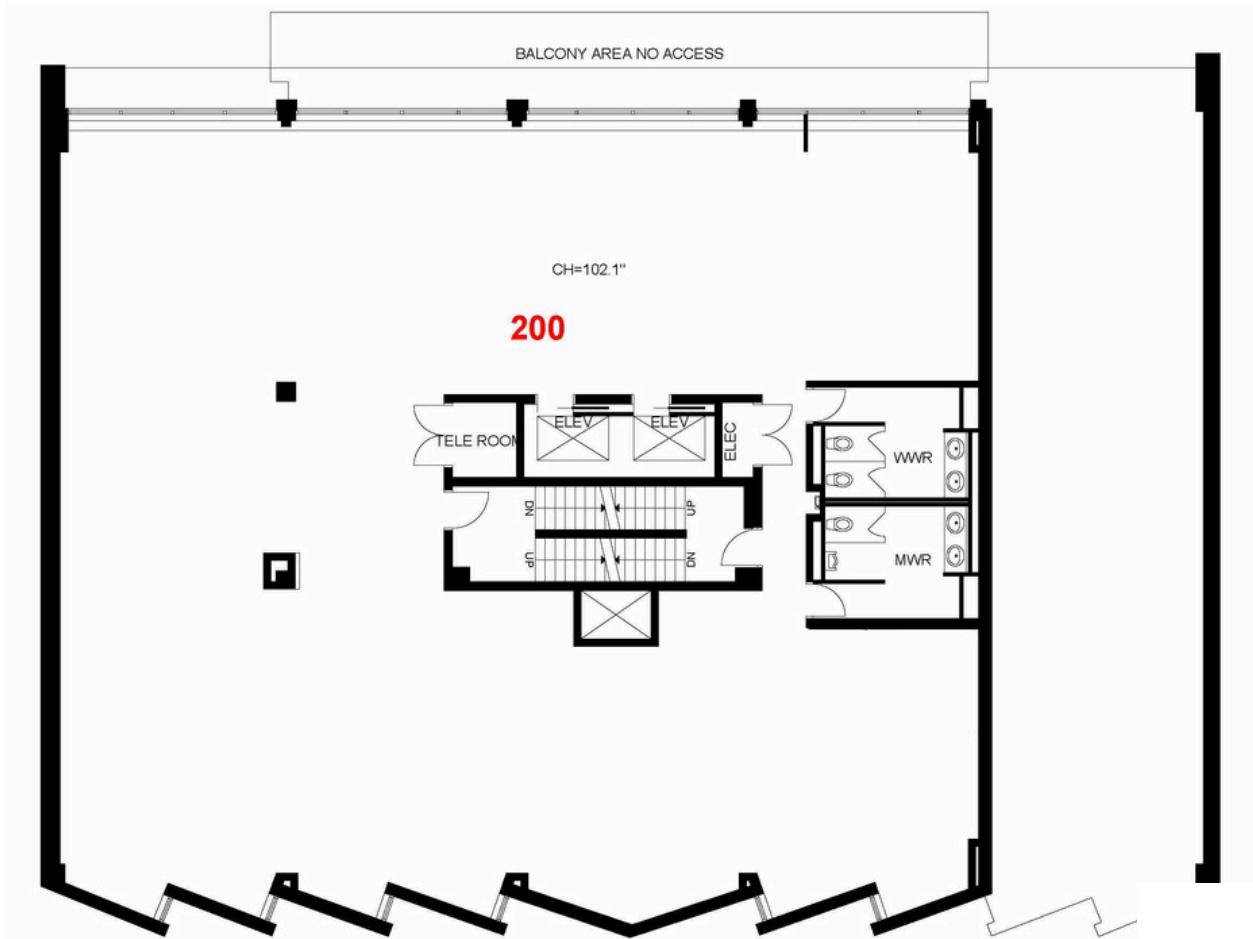 BALCONY AREA NO ACCESS
CH=102.1"
200
ELEV
ELEV
TELE ROOM
ELEC
WWR
DN
UP
UP
DN
MWR